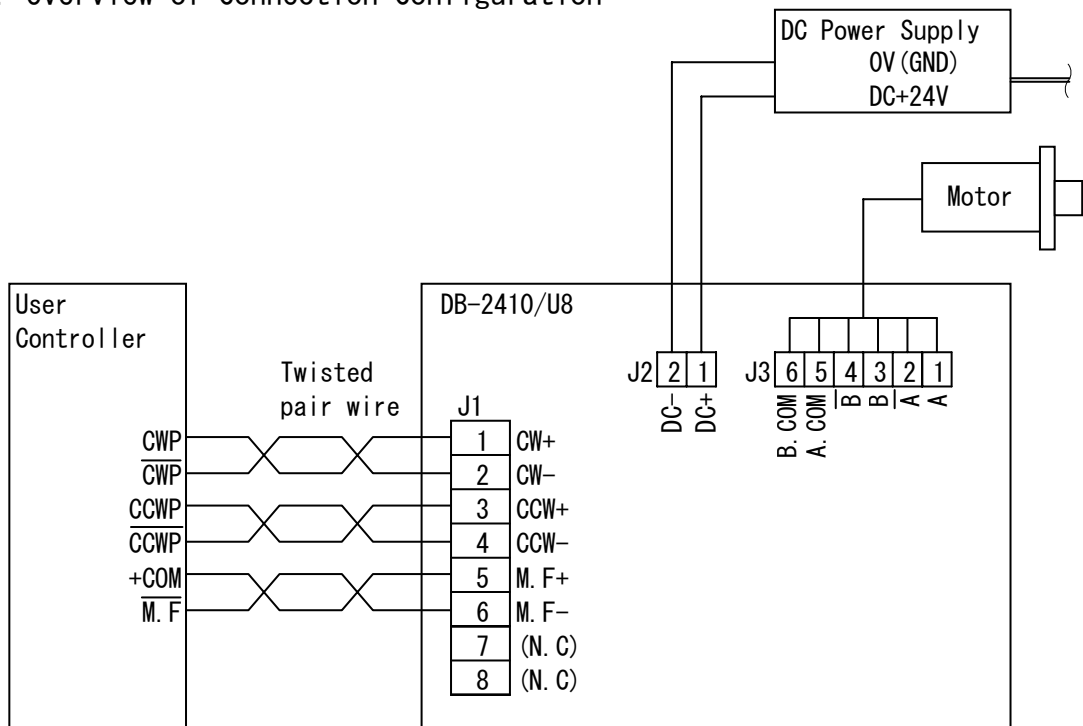 Overview of Connection Configuration
DC Power Supply
0V(GND)
DC+24V
Motor
User
Controller
DB-2410/U8
Twisted
pair wire
J2 2 1
DC- DC+
J3 6 5 4 3 2 1
B.COM A.COM B̅ B A̅ A
J1
CWP 1 CW+
C̅W̅P̅ 2 CW-
CCWP 3 CCW+
C̅C̅W̅P̅ 4 CCW-
+COM 5 M.F+
M̅.̅F̅ 6 M.F-
7 (N.C)
8 (N.C)